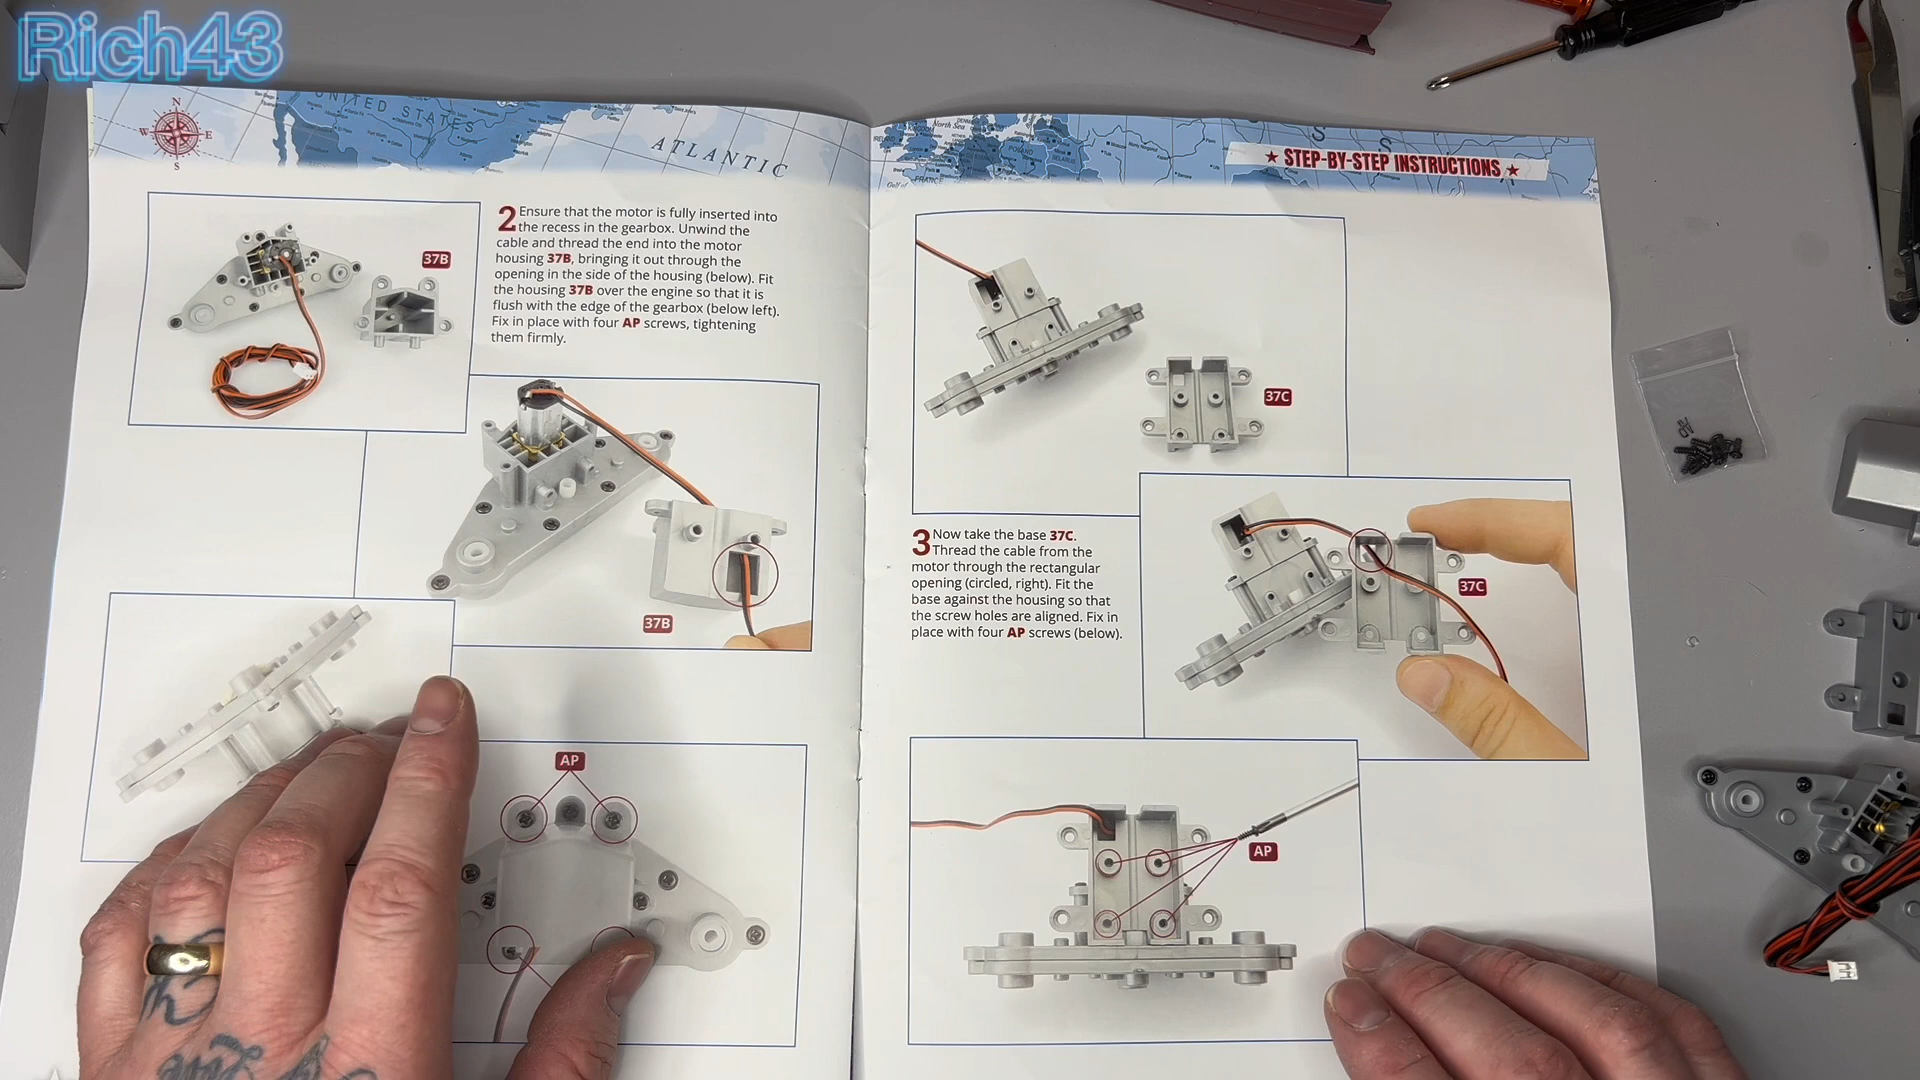 Rich43
N
W E
S
UNITED STATES
ATLANTIC
North Sea
POLAND
BELARUS
FRANCE
★ STEP-BY-STEP INSTRUCTIONS ★
37B
2 Ensure that the motor is fully inserted into
the recess in the gearbox. Unwind the
cable and thread the end into the motor
housing 37B, bringing it out through the
opening in the side of the housing (below). Fit
the housing 37B over the engine so that it is
flush with the edge of the gearbox (below left).
Fix in place with four AP screws, tightening
them firmly.
37B
AP
37C
3 Now take the base 37C.
Thread the cable from the
motor through the rectangular
opening (circled, right). Fit the
base against the housing so that
the screw holes are aligned. Fix in
place with four AP screws (below).
37C
AP
AP